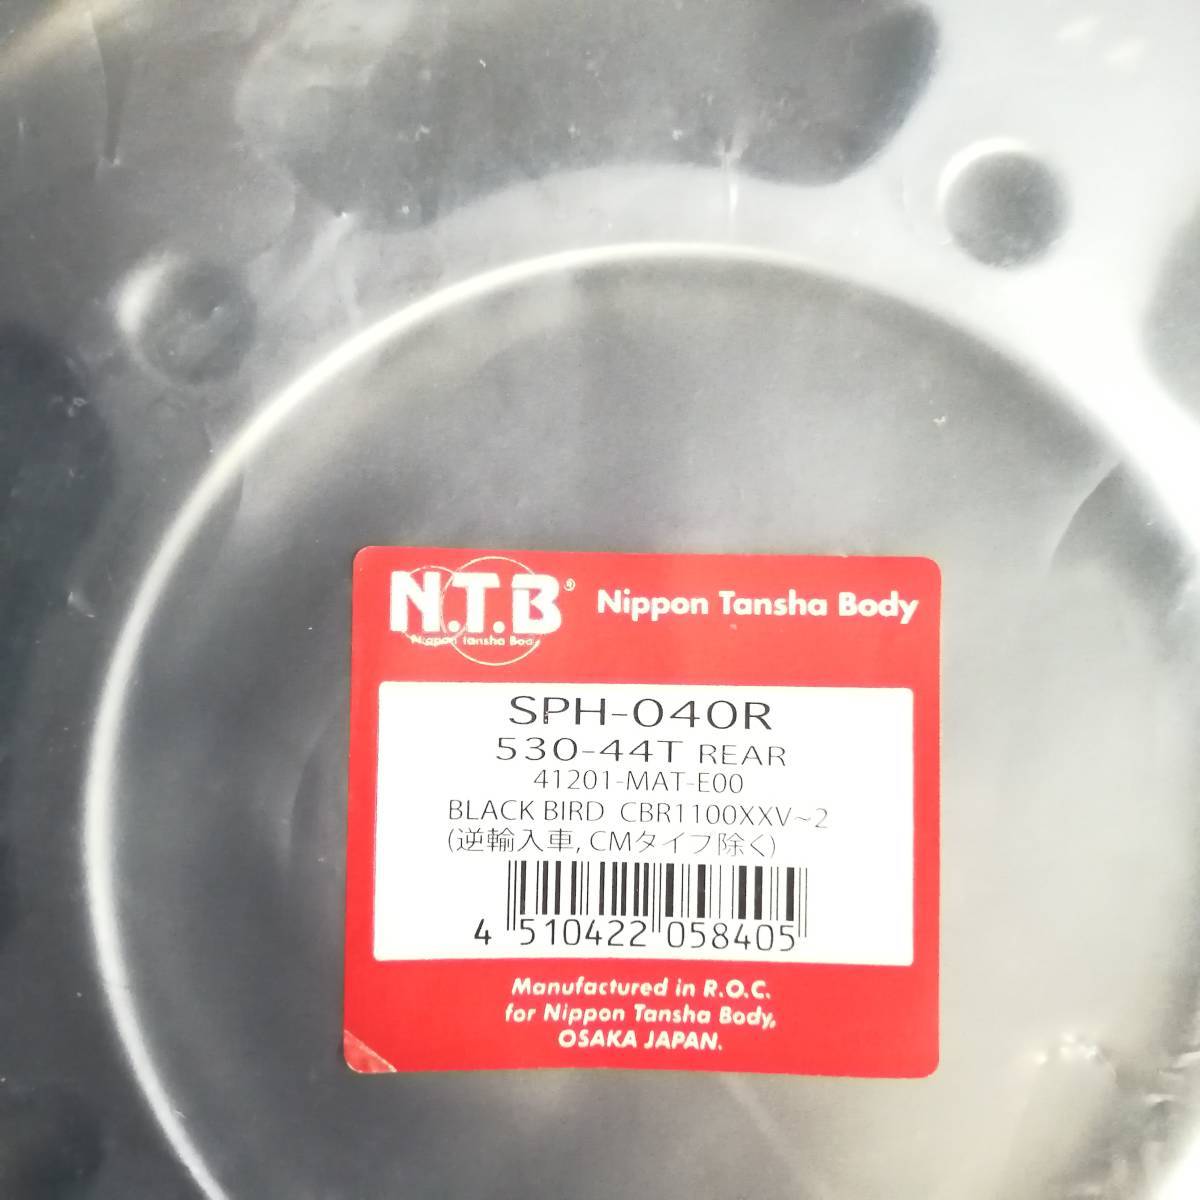 N.T.B®
Nippon Tansha Body
Nippon Tansha Body
SPH-040R
530-44T REAR
41201-MAT-E00
BLACK BIRD CBR1100XXV~2
(逆輸入車, CMタイプ除く)
4 510422 058405
Manufactured in R.O.C.
for Nippon Tansha Body,
OSAKA JAPAN.